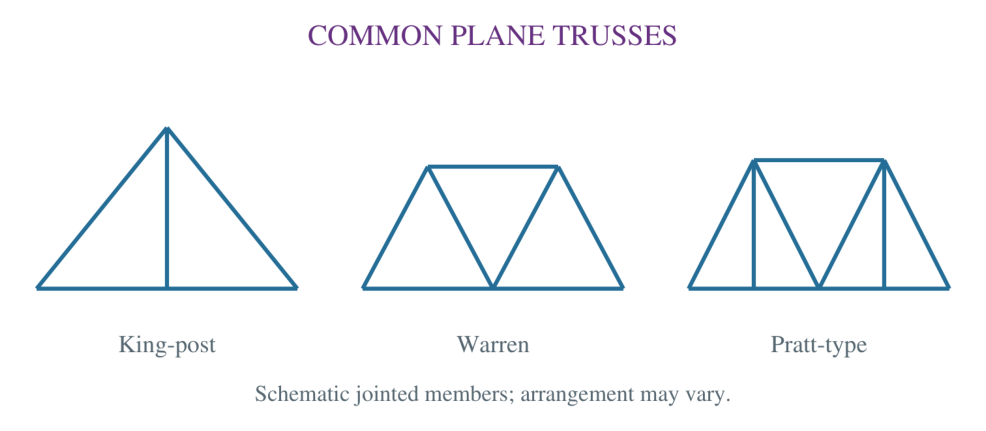 COMMON PLANE TRUSSES
King-post
Warren
Pratt-type
Schematic jointed members; arrangement may vary.